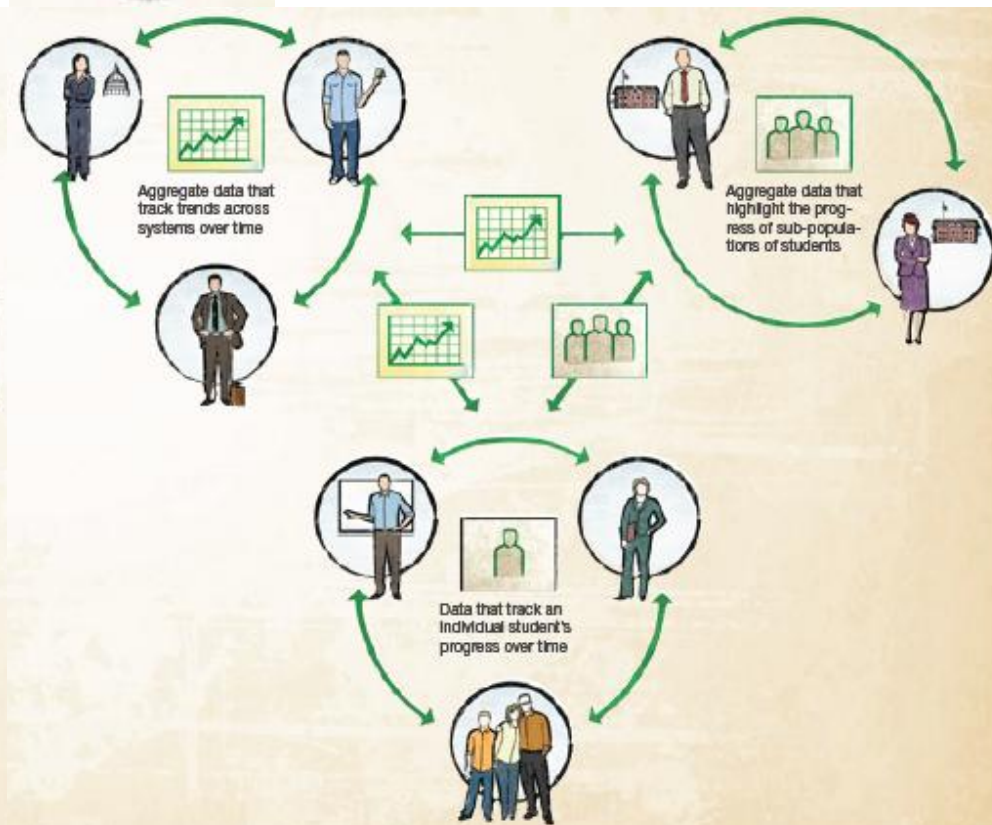 Aggregate data that
track trends across
systems over time
Aggregate data that
highlight the prog-
ress of sub-popula-
tions of students
Data that track an
individual student's
progress over time